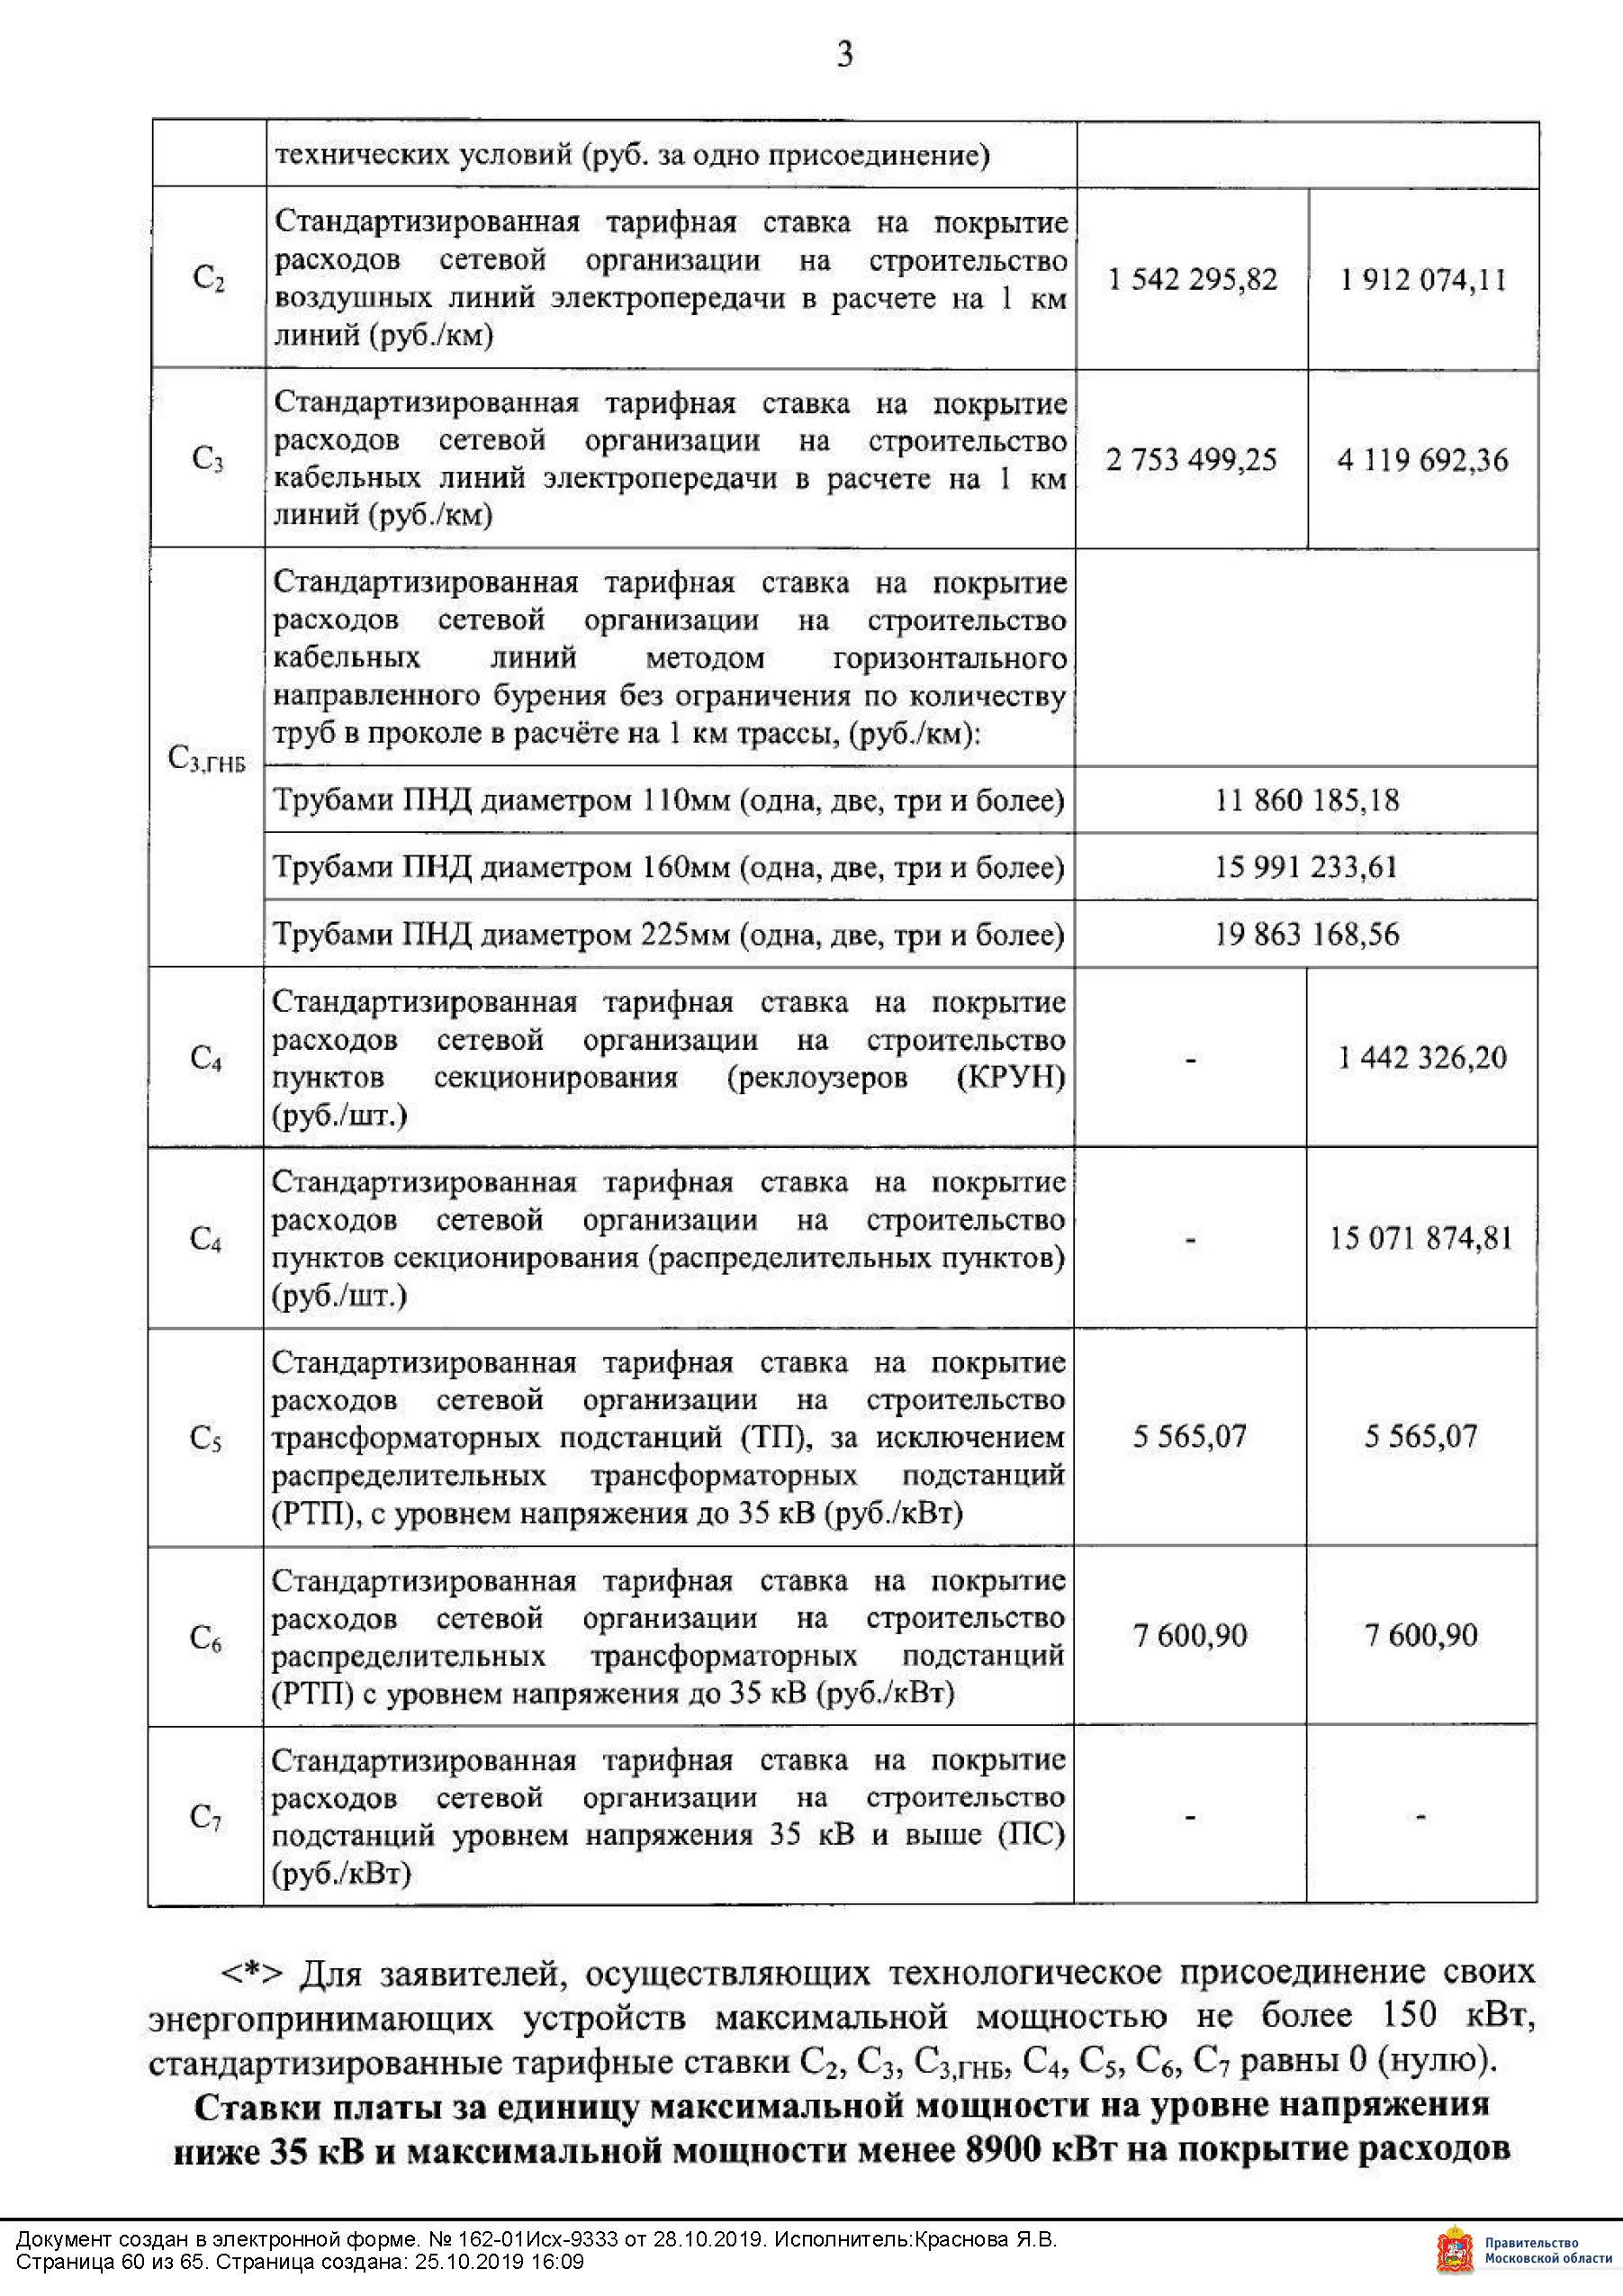 3
технических условий (руб. за одно присоединение)
C2
Стандартизированная тарифная ставка на покрытие
расходов сетевой организации на строительство
воздушных линий электропередачи в расчете на 1 км
линий (руб./км)
1 542 295,82
1 912 074,11
C3
Стандартизированная тарифная ставка на покрытие
расходов сетевой организации на строительство
кабельных линий электропередачи в расчете на 1 км
линий (руб./км)
2 753 499,25
4 119 692,36
C3,ГНБ
Стандартизированная тарифная ставка на покрытие
расходов сетевой организации на строительство
кабельных линий методом горизонтального
направленного бурения без ограничения по количеству
труб в проколе в расчёте на 1 км трассы, (руб./км):
Трубами ПНД диаметром 110мм (одна, две, три и более)
11 860 185,18
Трубами ПНД диаметром 160мм (одна, две, три и более)
15 991 233,61
Трубами ПНД диаметром 225мм (одна, две, три и более)
19 863 168,56
C4
Стандартизированная тарифная ставка на покрытие
расходов сетевой организации на строительство
пунктов секционирования (реклоузеров (КРУН)
(руб./шт.)
-
1 442 326,20
C4
Стандартизированная тарифная ставка на покрытие
расходов сетевой организации на строительство
пунктов секционирования (распределительных пунктов)
(руб./шт.)
-
15 071 874,81
C5
Стандартизированная тарифная ставка на покрытие
расходов сетевой организации на строительство
трансформаторных подстанций (ТП), за исключением
распределительных трансформаторных подстанций
(РТП), с уровнем напряжения до 35 кВ (руб./кВт)
5 565,07
5 565,07
C6
Стандартизированная тарифная ставка на покрытие
расходов сетевой организации на строительство
распределительных трансформаторных подстанций
(РТП) с уровнем напряжения до 35 кВ (руб./кВт)
7 600,90
7 600,90
C7
Стандартизированная тарифная ставка на покрытие
расходов сетевой организации на строительство
подстанций уровнем напряжения 35 кВ и выше (ПС)
(руб./кВт)
-
-
<*> Для заявителей, осуществляющих технологическое присоединение своих
энергопринимающих устройств максимальной мощностью не более 150 кВт,
стандартизированные тарифные ставки C2, C3, C3,ГНБ, C4, C5, C6, C7 равны 0 (нулю).
Ставки платы за единицу максимальной мощности на уровне напряжения
ниже 35 кВ и максимальной мощности менее 8900 кВт на покрытие расходов
Документ создан в электронной форме. № 162-01Исх-9333 от 28.10.2019. Исполнитель:Краснова Я.В.
Страница 60 из 65. Страница создана: 25.10.2019 16:09
Правительство
Московской области